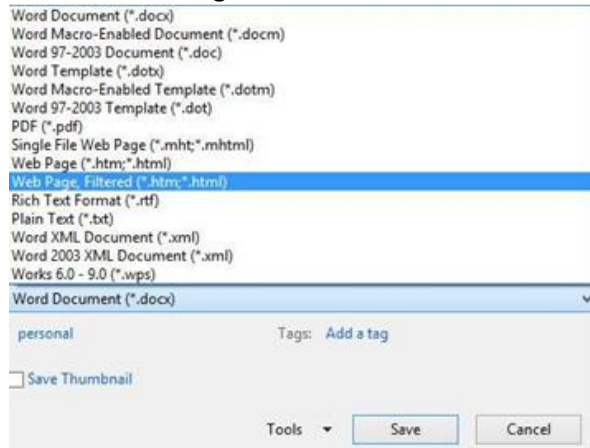 Word Document (*.docx)
Word Macro-Enabled Document (*.docm)
Word 97-2003 Document (*.doc)
Word Template (*.dotx)
Word Macro-Enabled Template (*.dotm)
Word 97-2003 Template (*.dot)
PDF (*.pdf)
Single File Web Page (*.mht;*.mhtml)
Web Page (*.htm;*.html)
Web Page, Filtered (*.htm;*.html)
Rich Text Format (*.rtf)
Plain Text (*.txt)
Word XML Document (*.xml)
Word 2003 XML Document (*.xml)
Works 6.0 - 9.0 (*.wps)
Word Document (*.docx)
personal Tags: Add a tag
Save Thumbnail
Tools Save Cancel